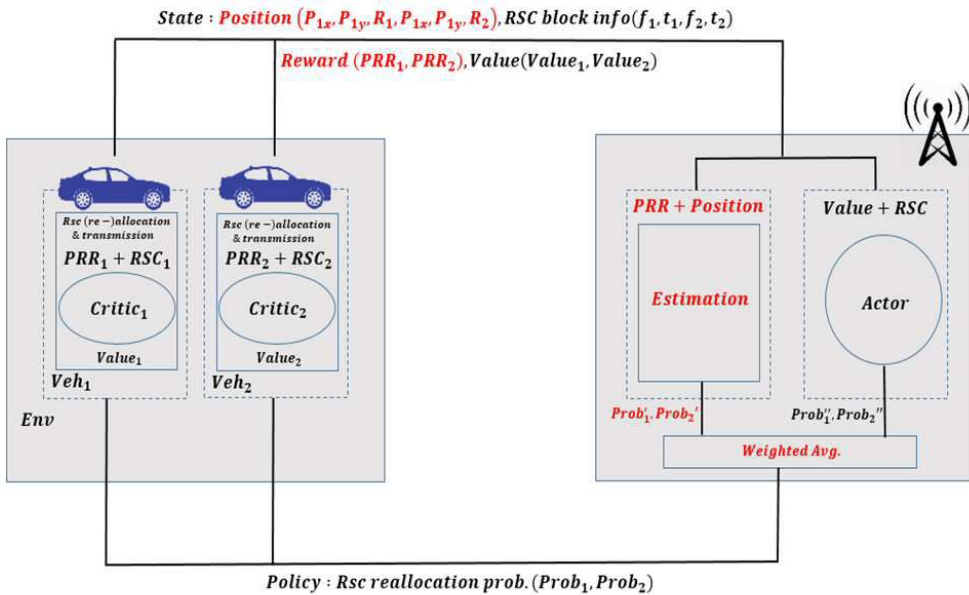 State : Position (P₁ₓ, P₁ᵧ, R₁, P₁ₓ, P₁ᵧ, R₂), RSC block info(f₁, t₁, f₂, t₂)
Reward (PRR₁, PRR₂), Value(Value₁, Value₂)
Rsc (re-)allocation
& transmission
PRR₁ + RSC₁
Critic₁
Value₁
Veh₁
Rsc (re-)allocation
& transmission
PRR₂ + RSC₂
Critic₂
Value₂
Veh₂
Env
PRR + Position
Estimation
Prob₁′, Prob₂′
Value + RSC
Actor
Prob₁′′, Prob₂′′
Weighted Avg.
Policy : Rsc reallocation prob. (Prob₁, Prob₂)